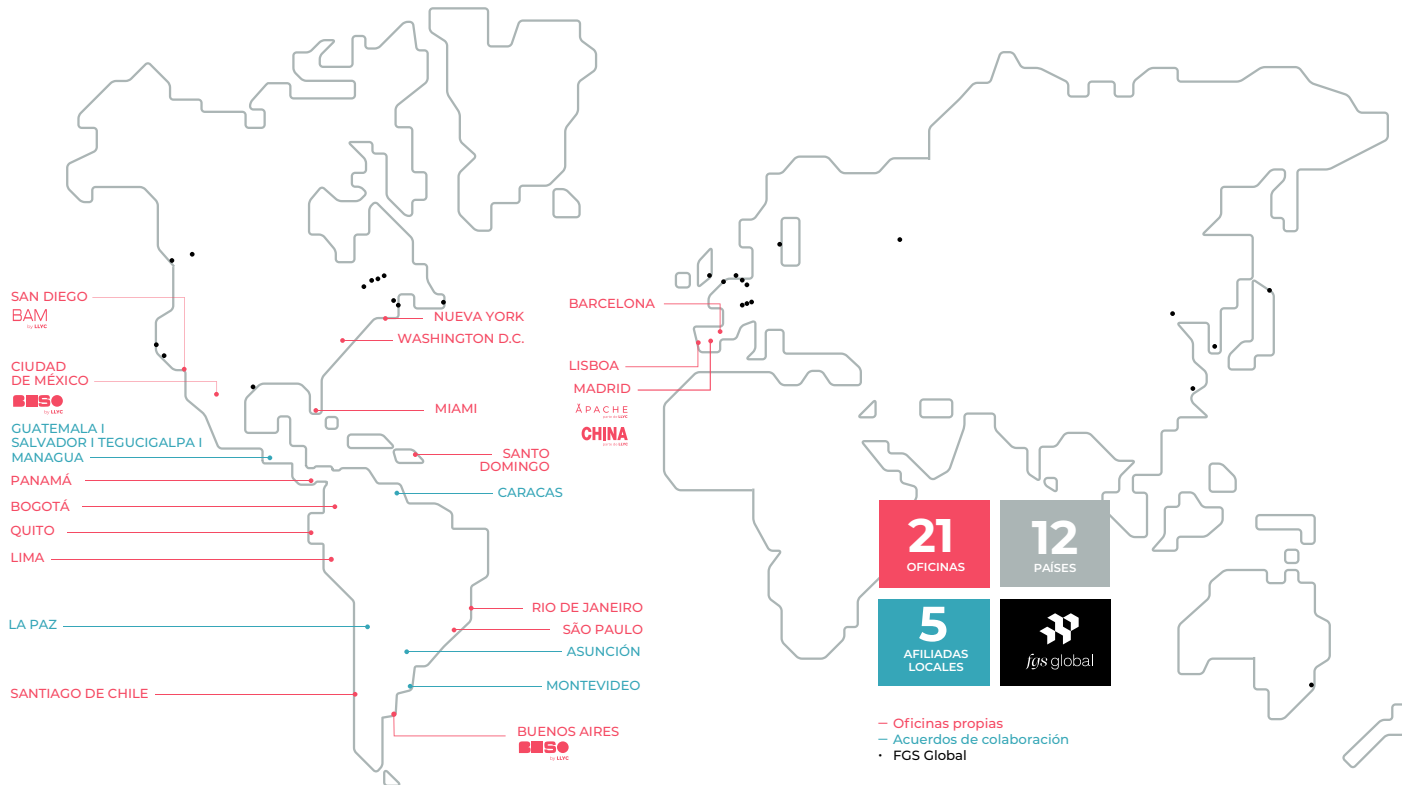 SAN DIEGO
BAM
by LLYC
CIUDAD
DE MÉXICO
BESO
by LLYC
GUATEMALA I
SALVADOR I TEGUCIGALPA I
MANAGUA
PANAMÁ
BOGOTÁ
QUITO
LIMA
LA PAZ
SANTIAGO DE CHILE
NUEVA YORK
WASHINGTON D.C.
MIAMI
SANTO
DOMINGO
CARACAS
RIO DE JANEIRO
SÃO PAULO
ASUNCIÓN
MONTEVIDEO
BUENOS AIRES
BESO
by LLYC
BARCELONA
LISBOA
MADRID
APACHE
CHINA
21
OFICINAS
12
PAÍSES
5
AFILIADAS
LOCALES
fgs global
– Oficinas propias
– Acuerdos de colaboración
· FGS Global